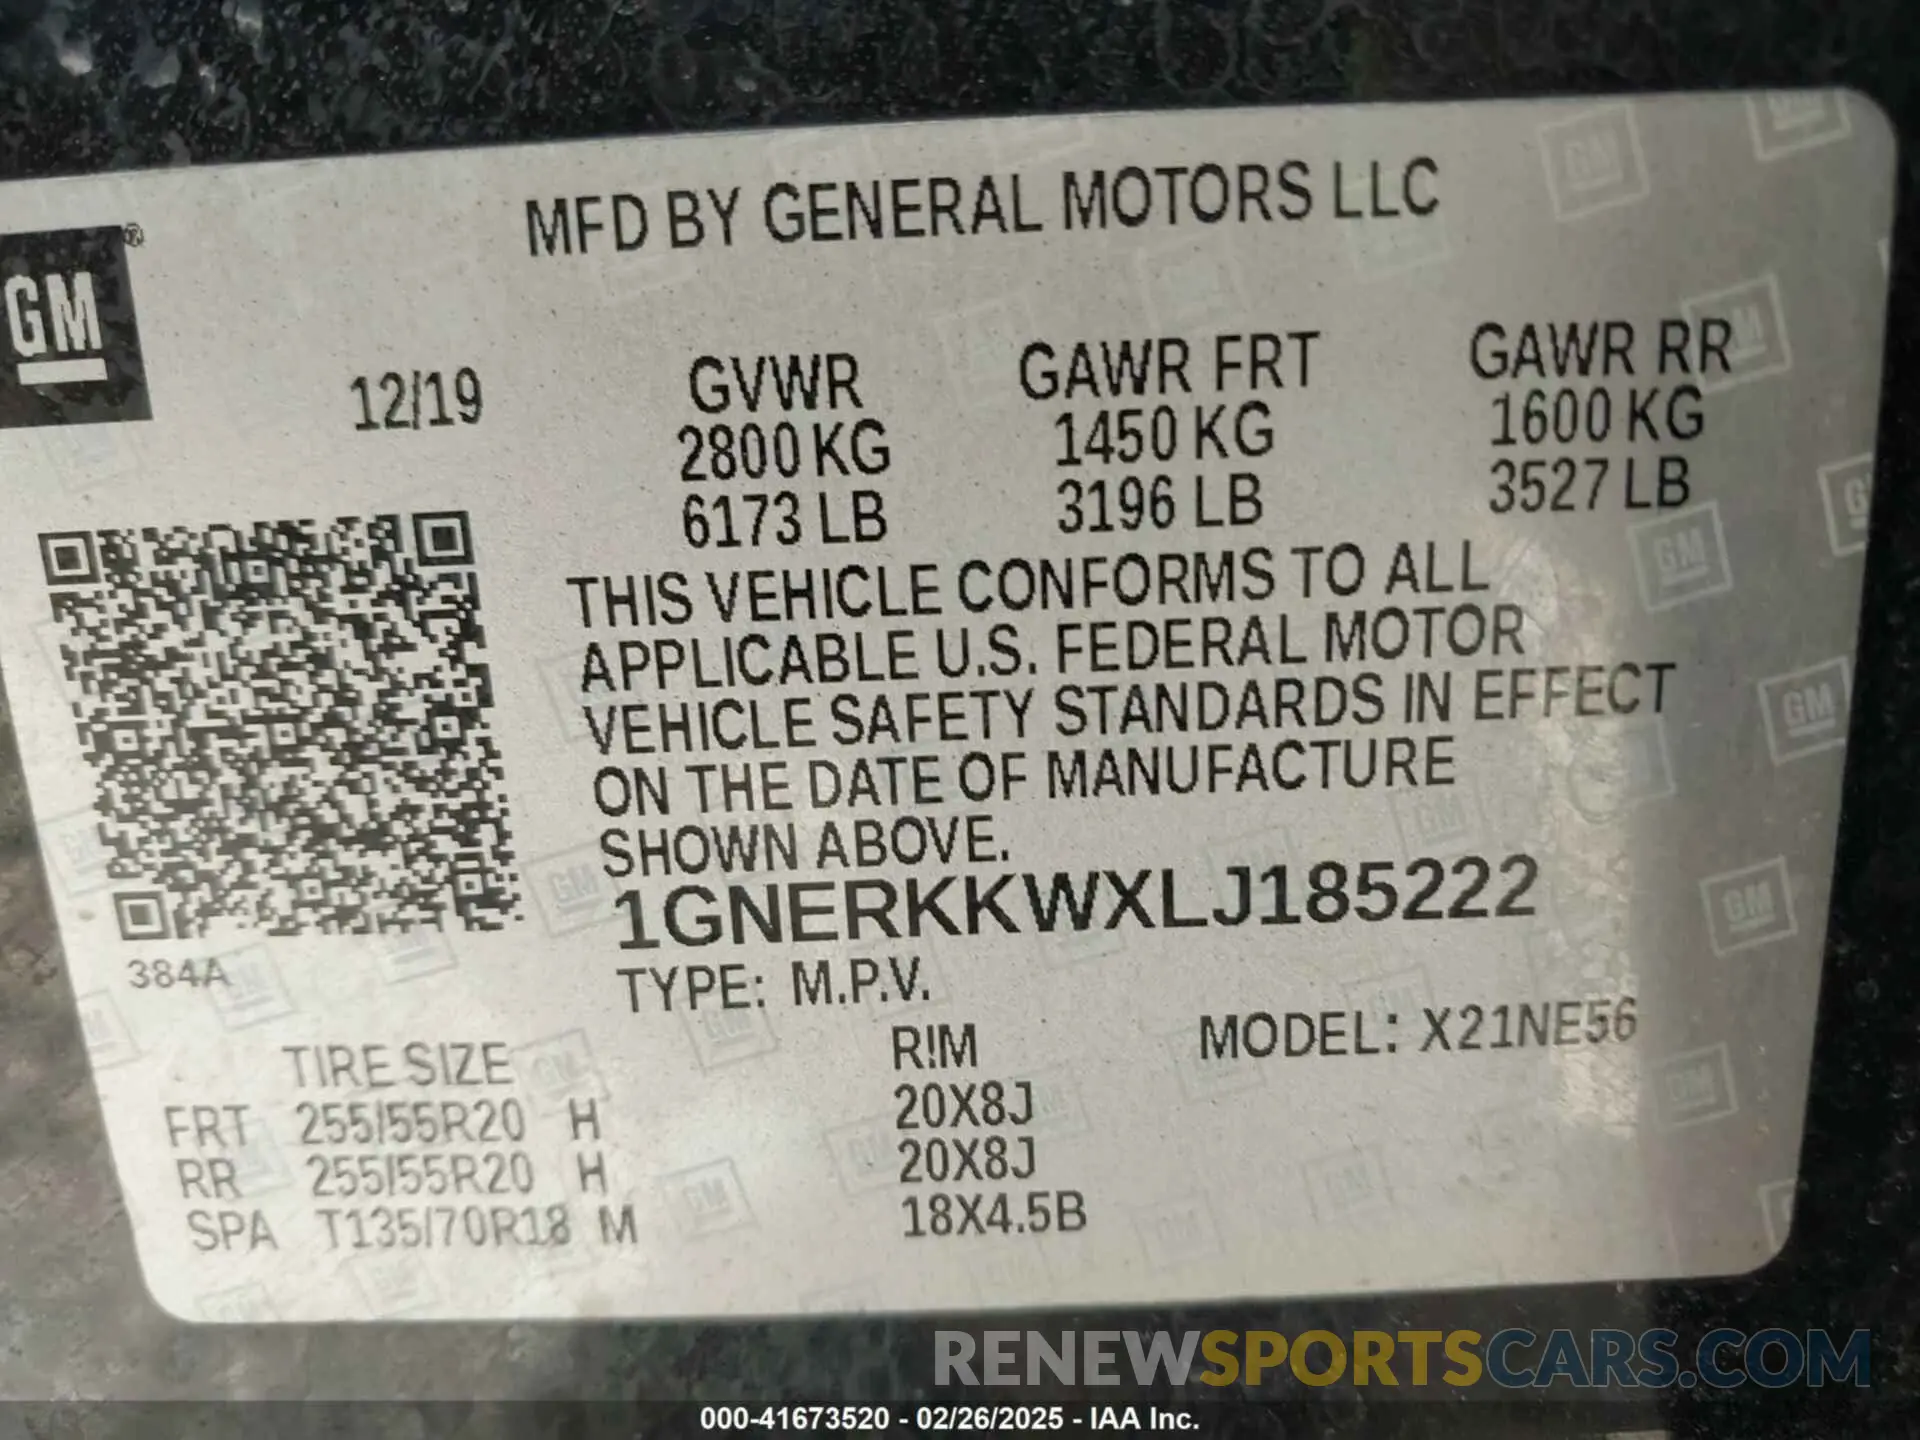 MFD BY GENERAL MOTORS LLC
GM®
12/19
GVWR GAWR FRT GAWR RR
2800 KG 1450 KG 1600 KG
6173 LB 3196 LB 3527 LB
THIS VEHICLE CONFORMS TO ALL
APPLICABLE U.S. FEDERAL MOTOR
VEHICLE SAFETY STANDARDS IN EFFECT
ON THE DATE OF MANUFACTURE
SHOWN ABOVE.
1GNERKKWXLJ185222
384A
TYPE: M.P.V.
MODEL: X21NE56
TIRE SIZE RIM
FRT 255/55R20 H 20X8J
RR 255/55R20 H 20X8J
SPA T135/70R18 M 18X4.5B
RENEWSPORTSCARS.COM
000-41673520 - 02/26/2025 - IAA Inc.